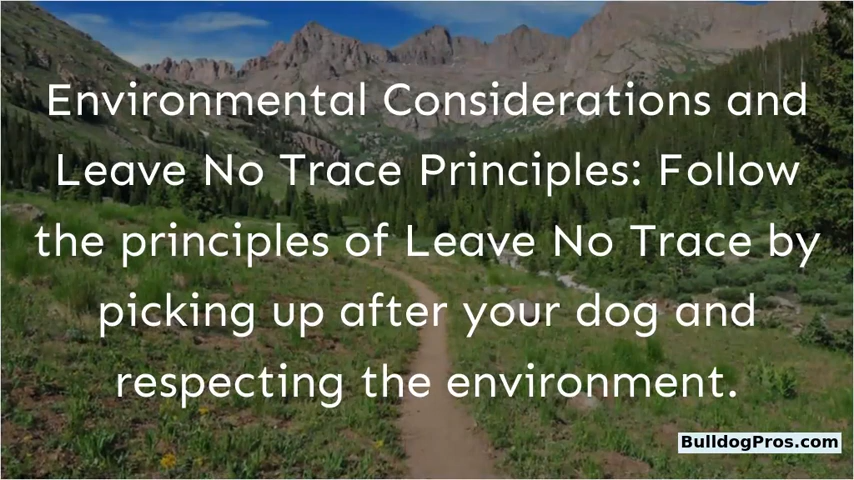 Environmental Considerations and
Leave No Trace Principles: Follow
the principles of Leave No Trace by
picking up after your dog and
respecting the environment.
BulldogPros.com